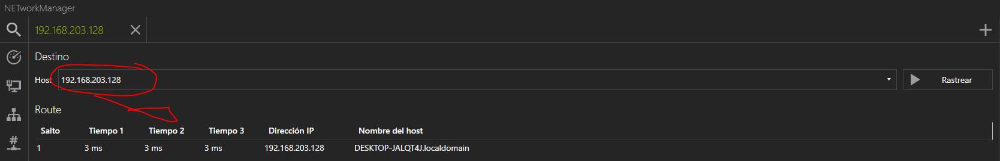 NETworkManager
192.168.203.128
Destino
Host 192.168.203.128 Rastrear
Route
Salto Tiempo 1 Tiempo 2 Tiempo 3 Dirección IP Nombre del host
1 3 ms 3 ms 3 ms 192.168.203.128 DESKTOP-JALQT4J.localdomain